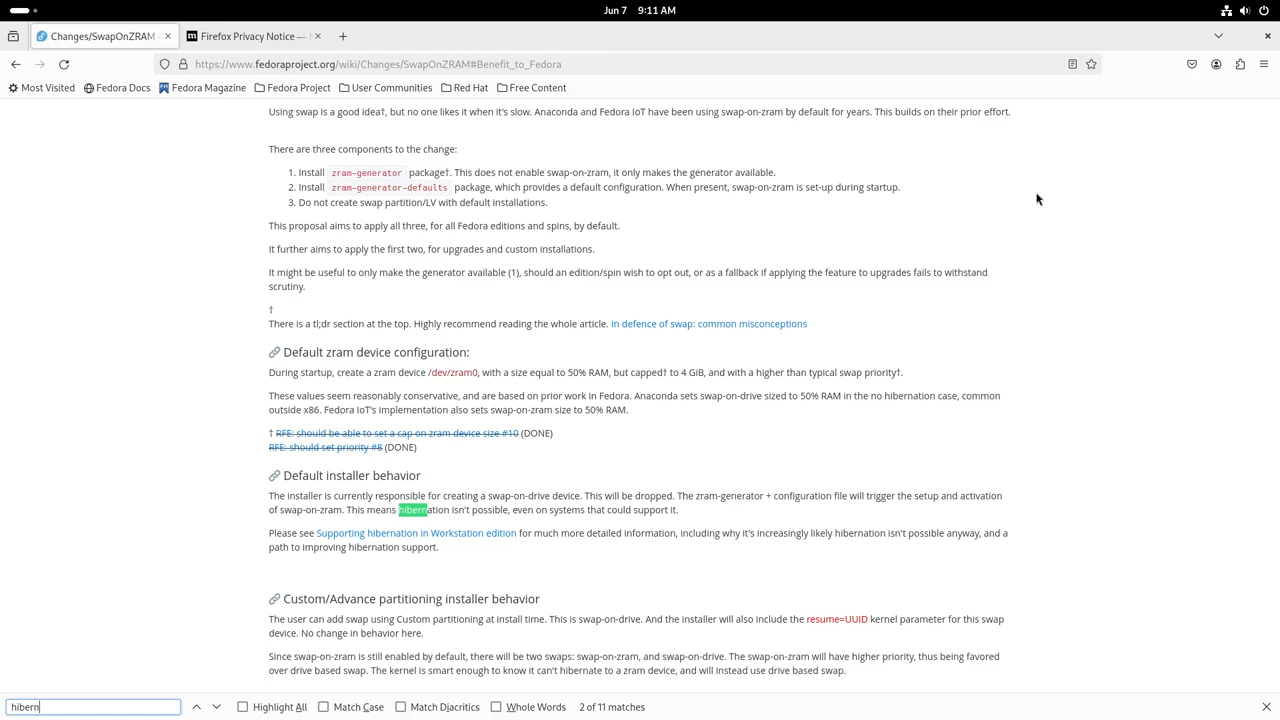 Jun 7 9:11 AM
Changes/SwapOnZRAM
Firefox Privacy Notice —
https://www.fedoraproject.org/wiki/Changes/SwapOnZRAM#Benefit_to_Fedora
Most Visited Fedora Docs Fedora Magazine Fedora Project User Communities Red Hat Free Content
Using swap is a good idea†, but no one likes it when it's slow. Anaconda and Fedora IoT have been using swap-on-zram by default for years. This builds on their prior effort.
There are three components to the change:
1. Install zram-generator package†. This does not enable swap-on-zram, it only makes the generator available.
2. Install zram-generator-defaults package, which provides a default configuration. When present, swap-on-zram is set-up during startup.
3. Do not create swap partition/LV with default installations.
This proposal aims to apply all three, for all Fedora editions and spins, by default.
It further aims to apply the first two, for upgrades and custom installations.
It might be useful to only make the generator available (1), should an edition/spin wish to opt out, or as a fallback if applying the feature to upgrades fails to withstand
scrutiny.
†
There is a tl;dr section at the top. Highly recommend reading the whole article. In defence of swap: common misconceptions
Default zram device configuration:
During startup, create a zram device /dev/zram0, with a size equal to 50% RAM, but capped† to 4 GiB, and with a higher than typical swap priority†.
These values seem reasonably conservative, and are based on prior work in Fedora. Anaconda sets swap-on-drive sized to 50% RAM in the no hibernation case, common
outside x86. Fedora IoT's implementation also sets swap-on-zram size to 50% RAM.
† RFE: should be able to set a cap on zram device size #10 (DONE)
RFE: should set priority #8 (DONE)
Default installer behavior
The installer is currently responsible for creating a swap-on-drive device. This will be dropped. The zram-generator + configuration file will trigger the setup and activation
of swap-on-zram. This means hibernation isn't possible, even on systems that could support it.
Please see Supporting hibernation in Workstation edition for much more detailed information, including why it's increasingly likely hibernation isn't possible anyway, and a
path to improving hibernation support.
Custom/Advance partitioning installer behavior
The user can add swap using Custom partitioning at install time. This is swap-on-drive. And the installer will also include the resume=UUID kernel parameter for this swap
device. No change in behavior here.
Since swap-on-zram is still enabled by default, there will be two swaps: swap-on-zram, and swap-on-drive. The swap-on-zram will have higher priority, thus being favored
over drive based swap. The kernel is smart enough to know it can't hibernate to a zram device, and will instead use drive based swap.
hibern Highlight All Match Case Match Diacritics Whole Words 2 of 11 matches